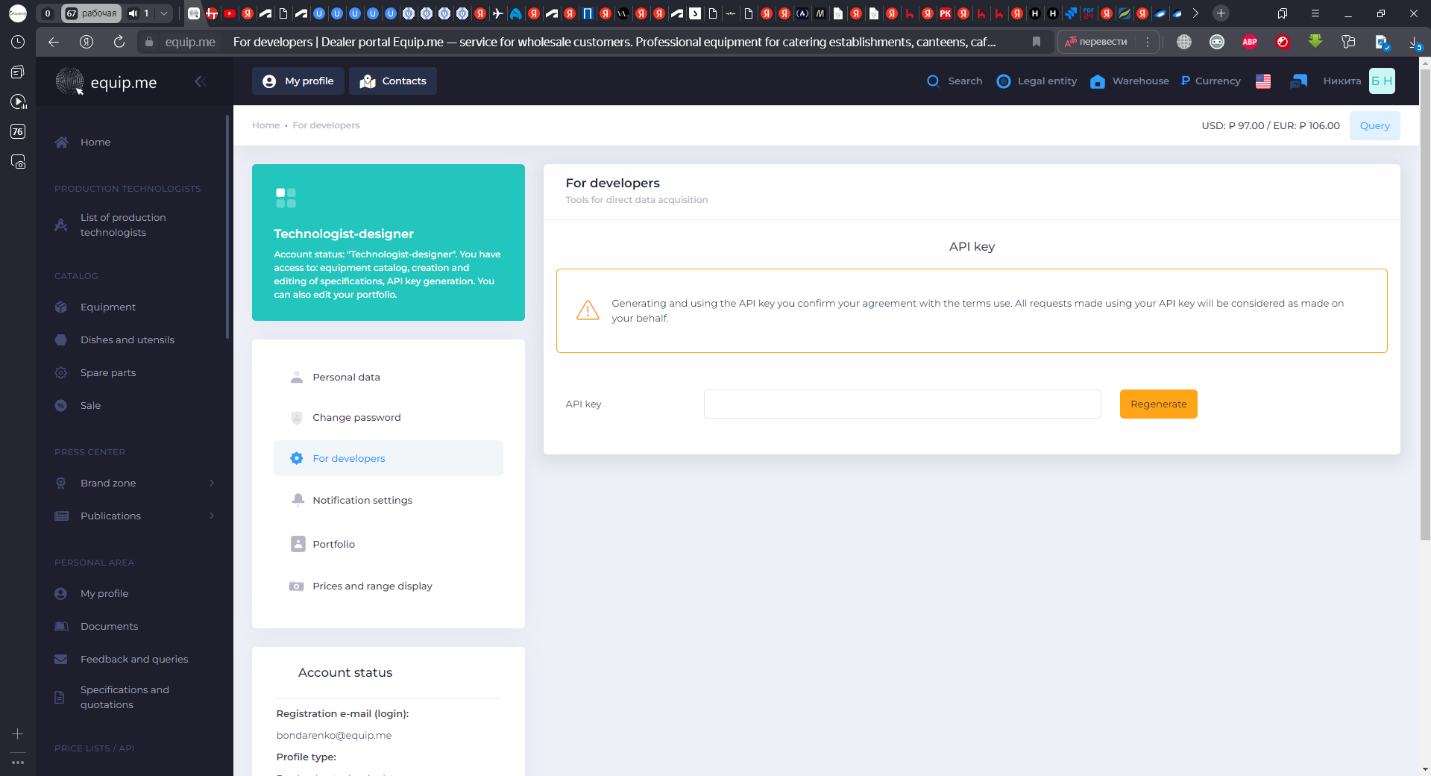 0
67 рабочая
1
equip.me
For developers | Dealer portal Equip.me — service for wholesale customers. Professional equipment for catering establishments, canteens, caf...
перевести
ABP
5
76
equip.me
My profile
Contacts
Search
Legal entity
Warehouse
₽ Currency
Никита
Б Н
Home • For developers
USD: ₽ 97.00 / EUR: ₽ 106.00
Query
Home
PRODUCTION TECHNOLOGISTS
List of production
technologists
CATALOG
Equipment
Dishes and utensils
Spare parts
Sale
PRESS CENTER
Brand zone
Publications
PERSONAL AREA
My profile
Documents
Feedback and queries
Specifications and
quotations
PRICE LISTS / API
Technologist-designer
Account status: "Technologist-designer". You have
access to: equipment catalog, creation and
editing of specifications, API key generation. You
can also edit your portfolio.
Personal data
Change password
For developers
Notification settings
Portfolio
Prices and range display
Account status
Registration e-mail (login):
bondarenko@equip.me
Profile type:
For developers
Tools for direct data acquisition
API key
Generating and using the API key you confirm your agreement with the terms use. All requests made using your API key will be considered as made on
your behalf.
API key
Regenerate